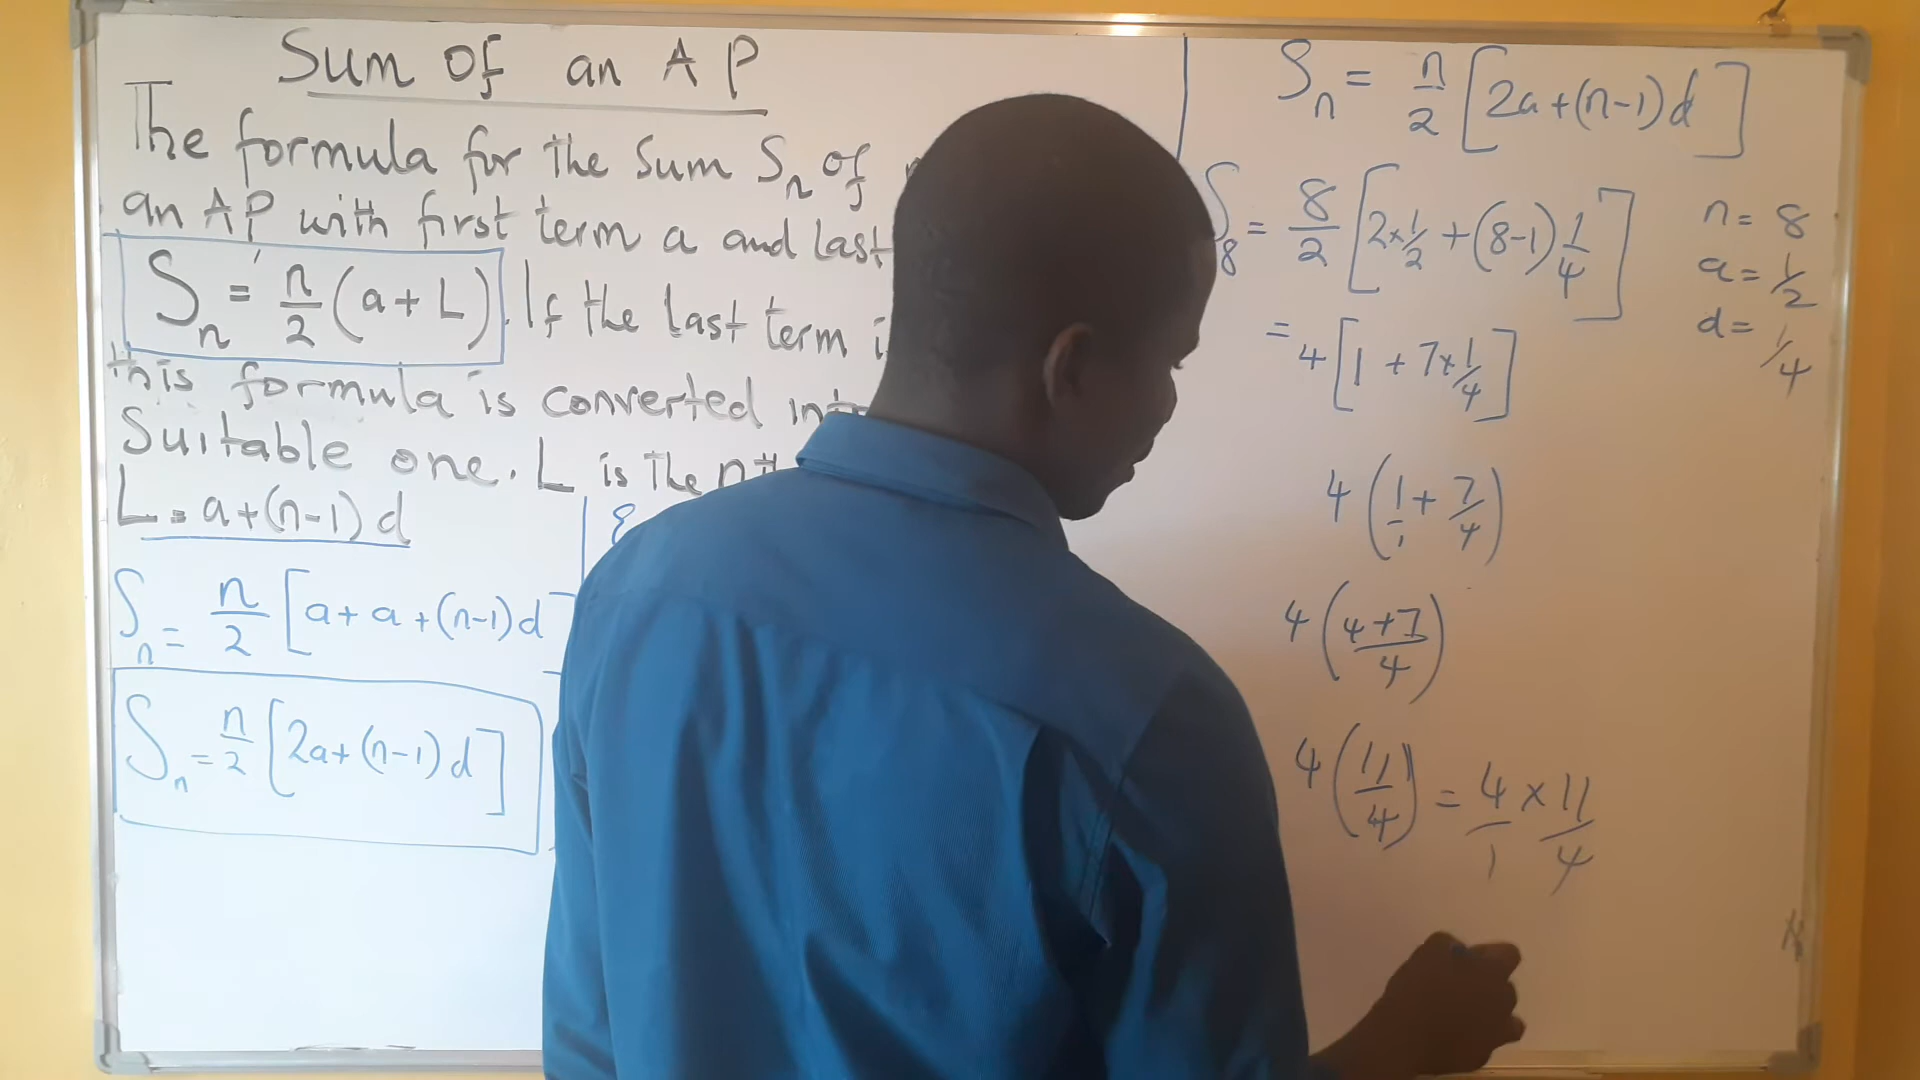 Sum Of an A P
The formula for the Sum Sₙ of
an AP with first term a and last
Sₙ = n/2 (a + L). If the last term
this formula is converted
Suitable one. L is the
L = a+(n-1)d
Sₙ = n/2 [a+a+(n-1)d]
Sₙ = n/2 [2a+(n-1)d]
Sₙ = n/2 [2a+(n-1)d]
S₈ = 8/2 [2×1/2 + (8-1) 1/4]
n = 8
a = 1/2
d = 1/4
= 4 [1 + 7×1/4]
4 (1/1 + 7/4)
4 (4+7/4)
4 (11/4) = 4/1 × 11/4